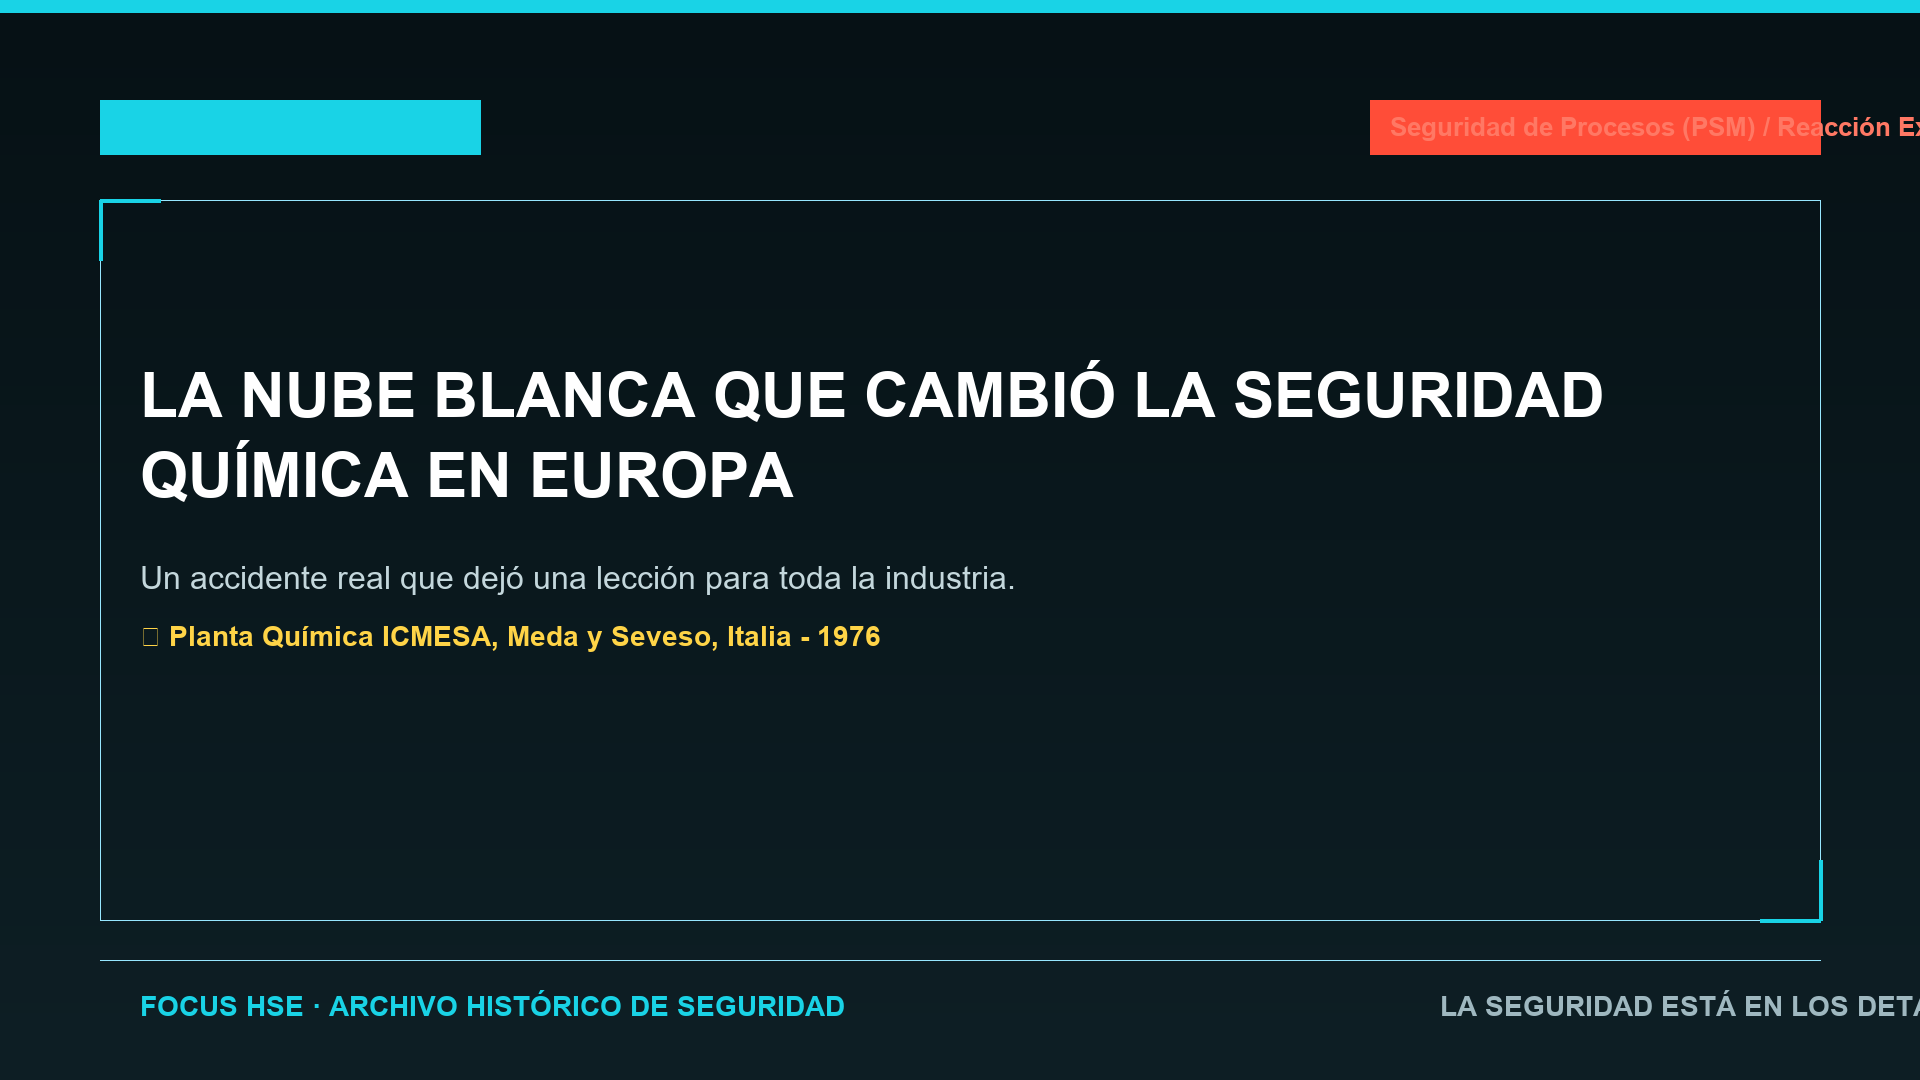 Seguridad de Procesos (PSM) / Reacción Ex
LA NUBE BLANCA QUE CAMBIÓ LA SEGURIDAD
QUÍMICA EN EUROPA
Un accidente real que dejó una lección para toda la industria.
Planta Química ICMESA, Meda y Seveso, Italia - 1976
FOCUS HSE · ARCHIVO HISTÓRICO DE SEGURIDAD
LA SEGURIDAD ESTÁ EN LOS DETA